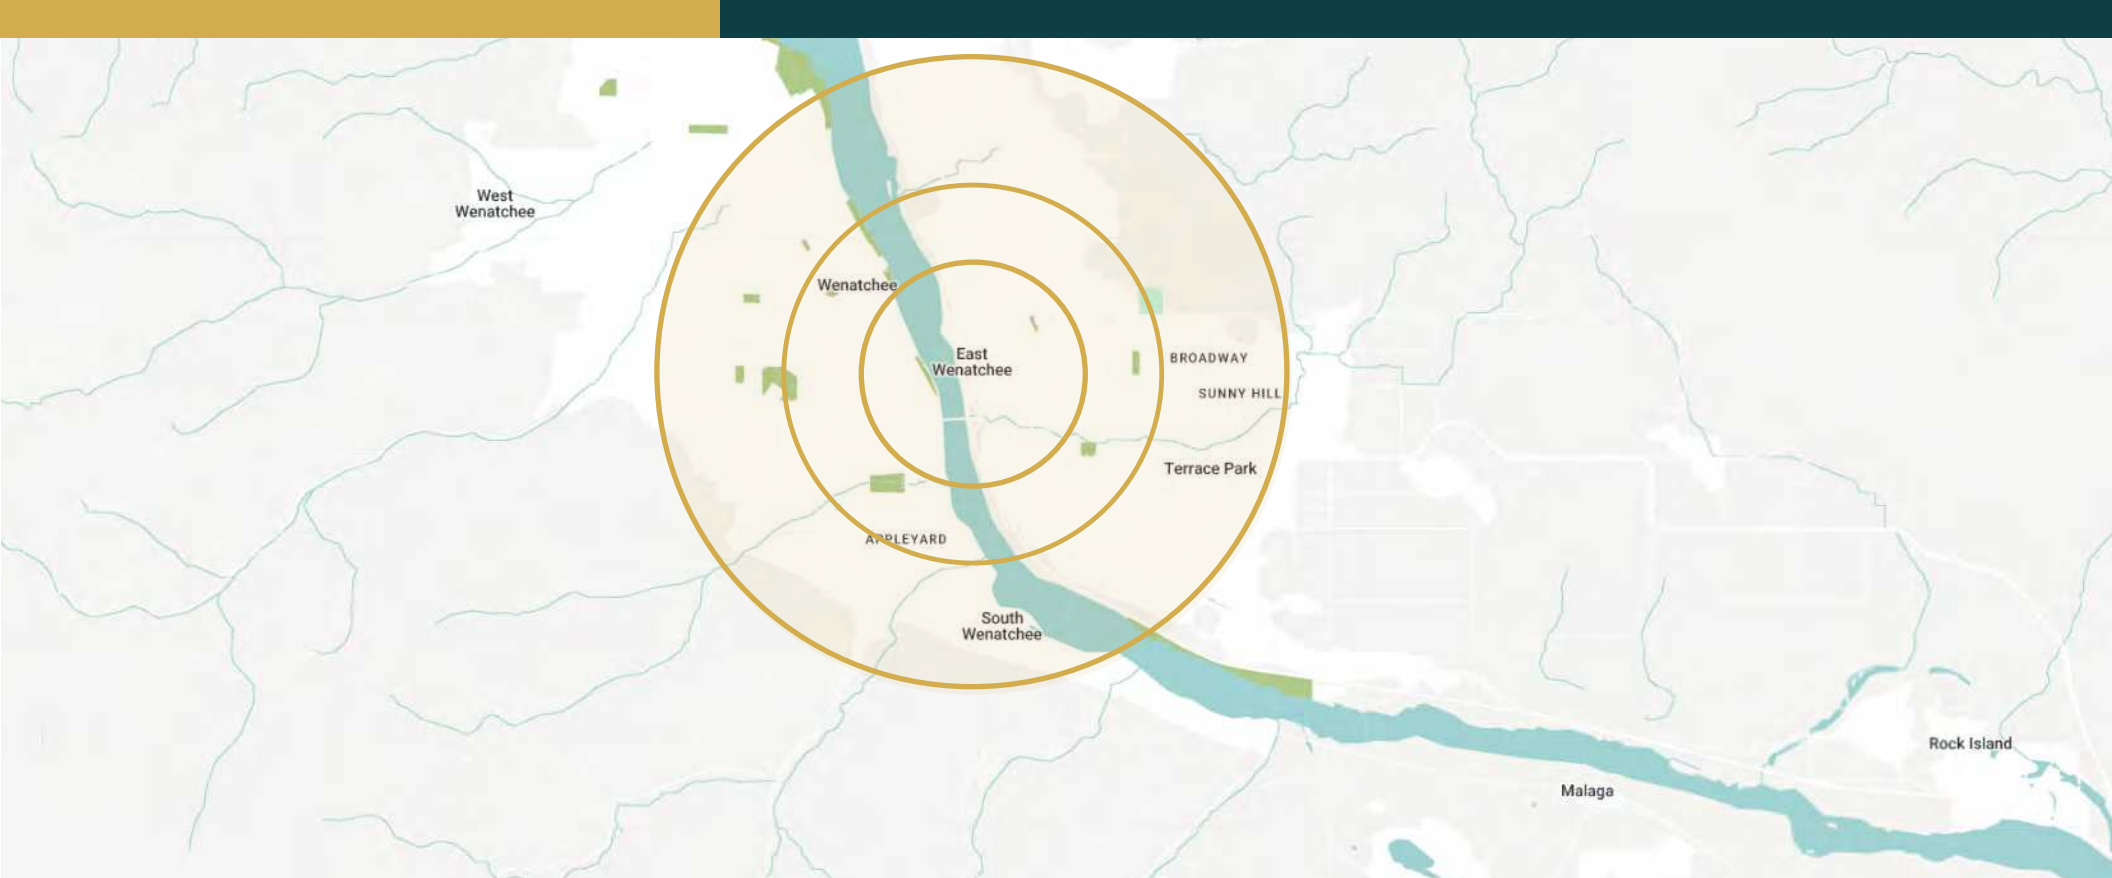 West
Wenatchee
Wenatchee
East
Wenatchee
BROADWAY
SUNNY HILL
Terrace Park
APPLEYARD
South
Wenatchee
Rock Island
Malaga